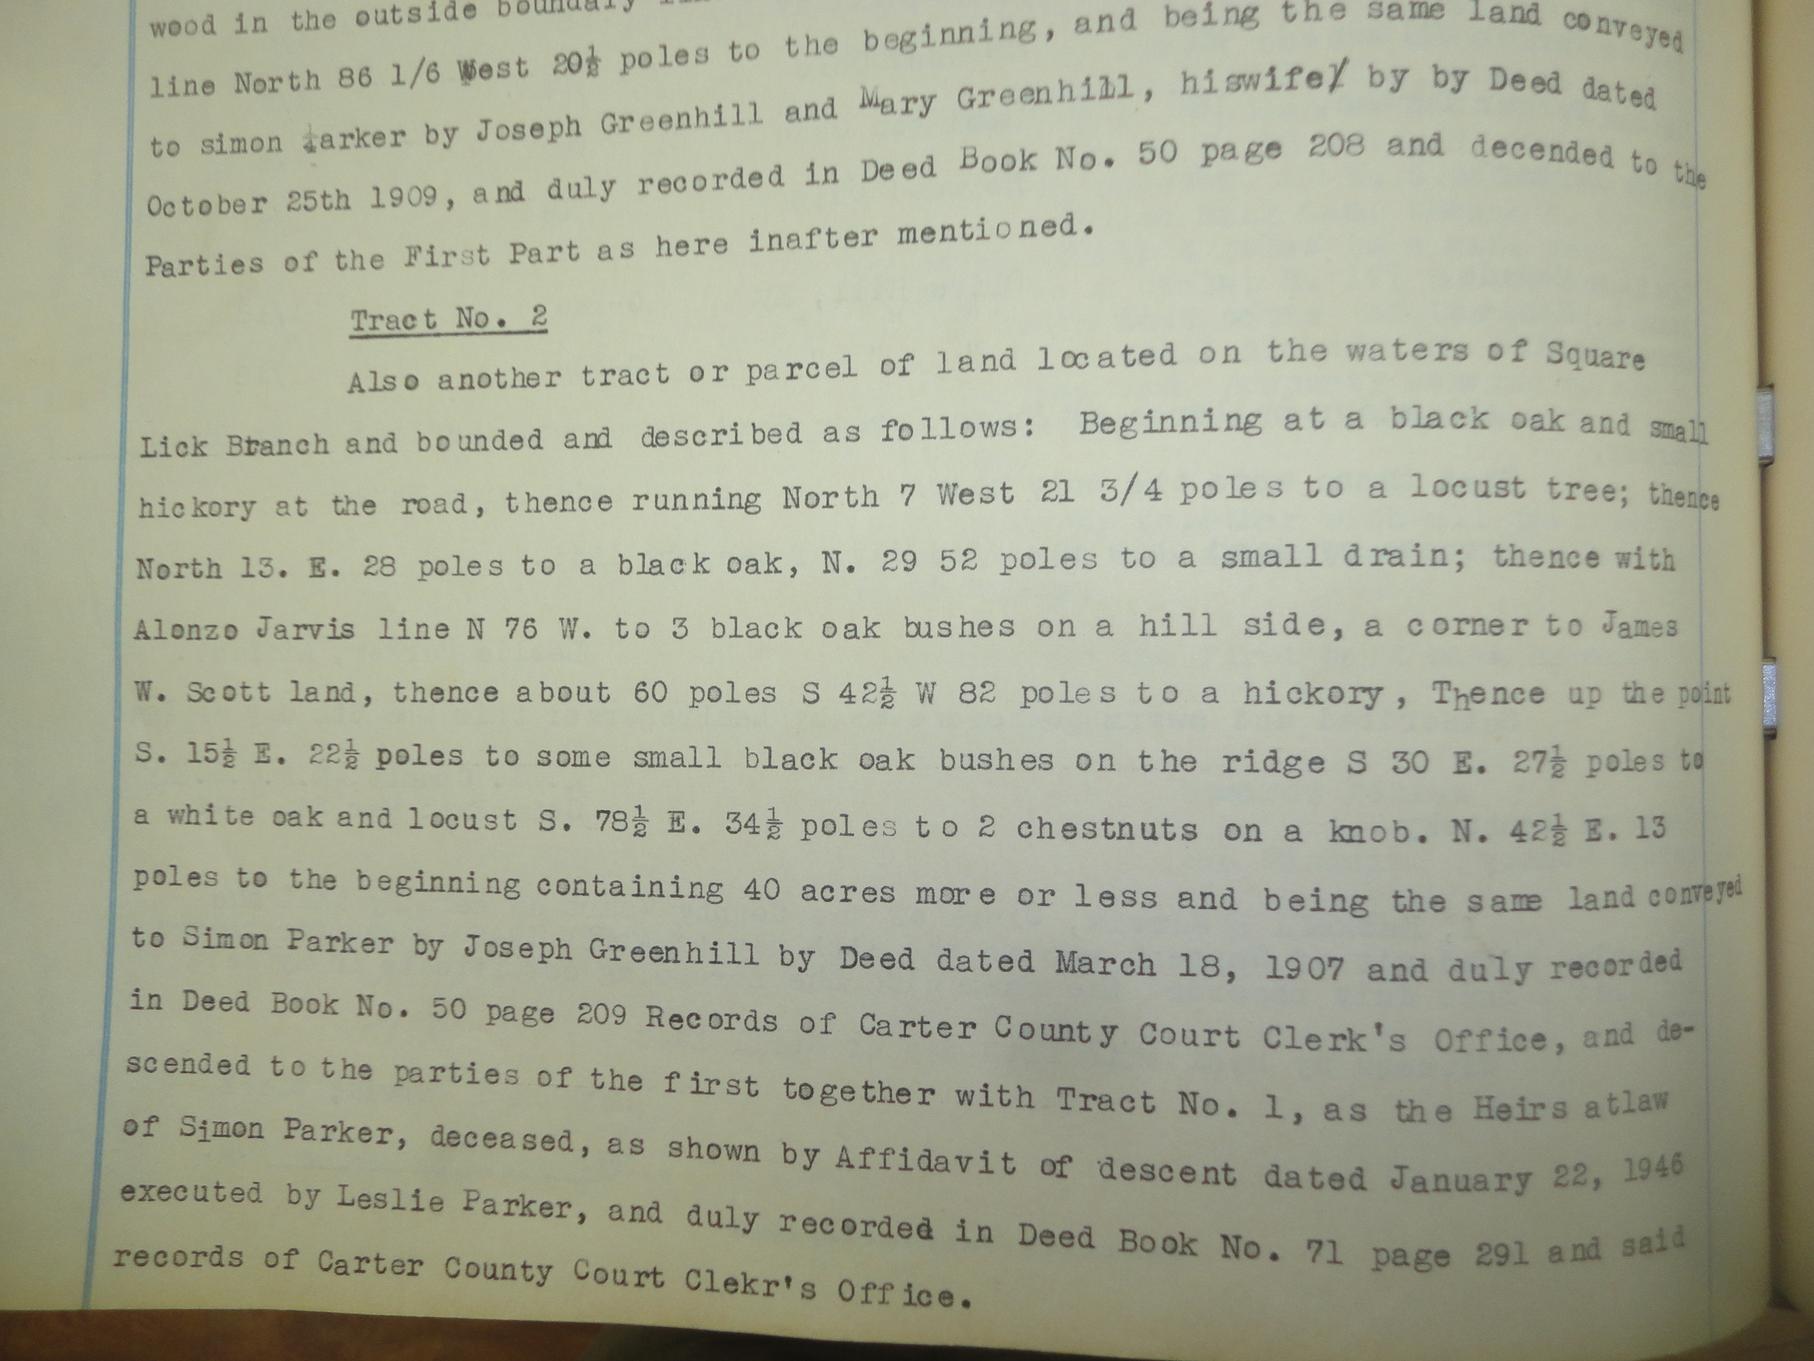 wood in the outside boundary
line North 86 1/6 West 20½ poles to the beginning, and being the same land conveyed
to simon Parker by Joseph Greenhill and Mary Greenhill, hiswife/ by by Deed dated
October 25th 1909, and duly recorded in Deed Book No. 50 page 208 and decended to the
Parties of the First Part as here inafter mentioned.
Tract No. 2
Also another tract or parcel of land located on the waters of Square
Lick Branch and bounded and described as follows: Beginning at a black oak and small
hickory at the road, thence running North 7 West 21 3/4 poles to a locust tree; thence
North 13. E. 28 poles to a black oak, N. 29 52 poles to a small drain; thence with
Alonzo Jarvis line N 76 W. to 3 black oak bushes on a hill side, a corner to James
W. Scott land, thence about 60 poles S 42½ W 82 poles to a hickory, Thence up the point
S. 15½ E. 22½ poles to some small black oak bushes on the ridge S 30 E. 27½ poles to
a white oak and locust S. 78½ E. 34½ poles to 2 chestnuts on a knob. N. 42½ E. 13
poles to the beginning containing 40 acres more or less and being the same land conveyed
to Simon Parker by Joseph Greenhill by Deed dated March 18, 1907 and duly recorded
in Deed Book No. 50 page 209 Records of Carter County Court Clerk's Office, and de-
scended to the parties of the first together with Tract No. 1, as the Heirs atlaw
of Simon Parker, deceased, as shown by Affidavit of descent dated January 22, 1946
executed by Leslie Parker, and duly recorded in Deed Book No. 71 page 291 and said
records of Carter County Court Clekr's Office.